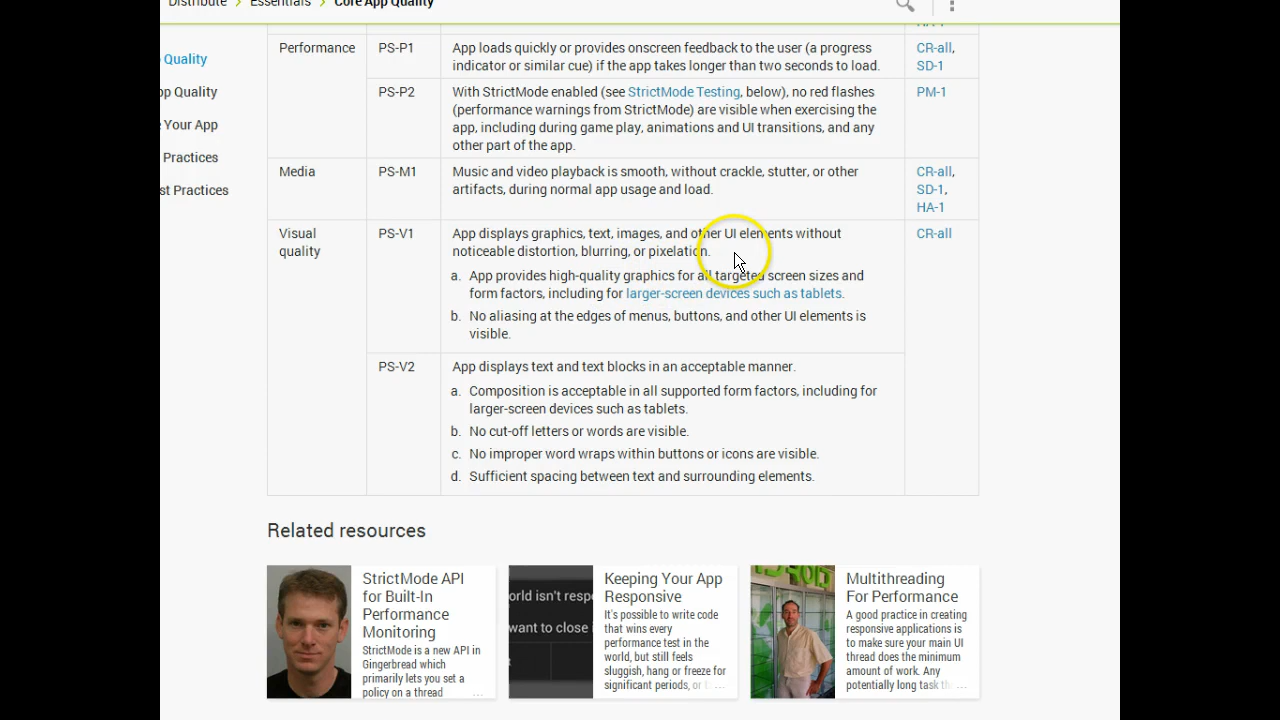 Distribute > Essentials > Core App Quality
Quality
pp Quality
Your App
Practices
st Practices
HA-1
Performance
PS-P1
App loads quickly or provides onscreen feedback to the user (a progress
indicator or similar cue) if the app takes longer than two seconds to load.
CR-all,
SD-1
PS-P2
With StrictMode enabled (see StrictMode Testing, below), no red flashes
(performance warnings from StrictMode) are visible when exercising the
app, including during game play, animations and UI transitions, and any
other part of the app.
PM-1
Media
PS-M1
Music and video playback is smooth, without crackle, stutter, or other
artifacts, during normal app usage and load.
CR-all,
SD-1,
HA-1
Visual
quality
PS-V1
App displays graphics, text, images, and other UI elements without
noticeable distortion, blurring, or pixelation.
a. App provides high-quality graphics for all targeted screen sizes and
form factors, including for larger-screen devices such as tablets.
b. No aliasing at the edges of menus, buttons, and other UI elements is
visible.
CR-all
PS-V2
App displays text and text blocks in an acceptable manner.
a. Composition is acceptable in all supported form factors, including for
larger-screen devices such as tablets.
b. No cut-off letters or words are visible.
c. No improper word wraps within buttons or icons are visible.
d. Sufficient spacing between text and surrounding elements.
Related resources
StrictMode API
for Built-In
Performance
Monitoring
StrictMode is a new API in
Gingerbread which
primarily lets you set a
policy on a thread
...
orld isn't respo
want to close i
Keeping Your App
Responsive
It's possible to write code
that wins every
performance test in the
world, but still feels
sluggish, hang or freeze for
significant periods, or t...
Multithreading
For Performance
A good practice in creating
responsive applications is
to make sure your main UI
thread does the minimum
amount of work. Any
potentially long task th...